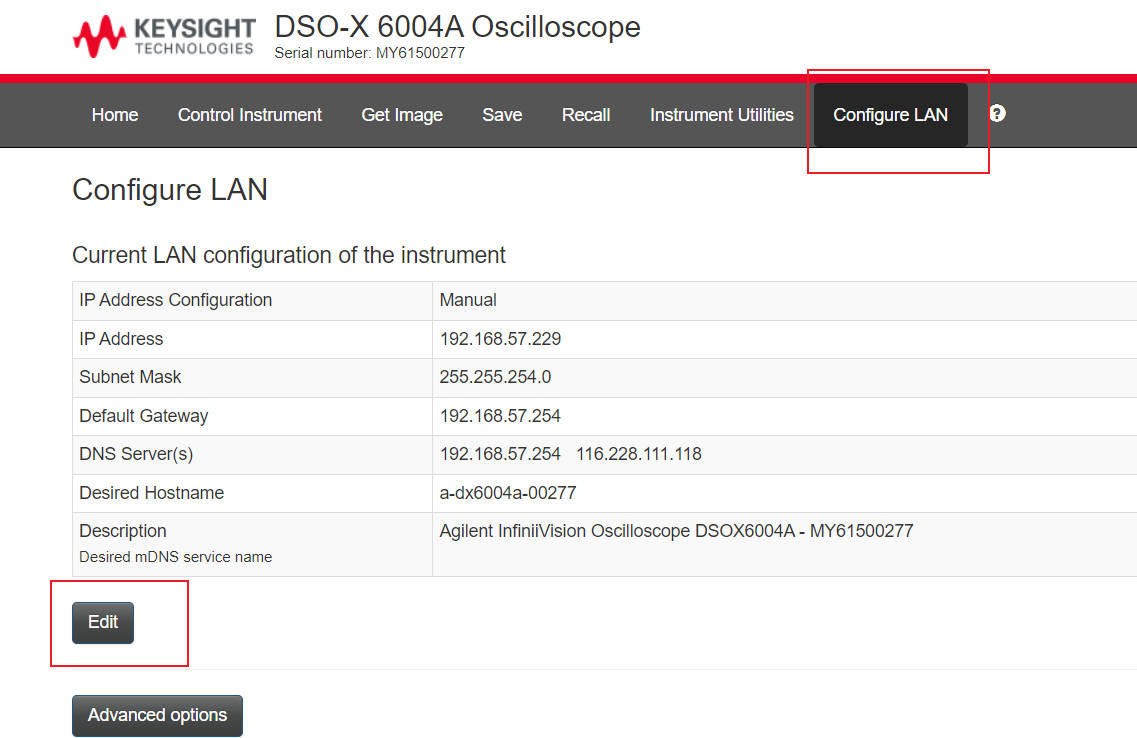 KEYSIGHT
TECHNOLOGIES
DSO-X 6004A Oscilloscope
Serial number: MY61500277
Home Control Instrument Get Image Save Recall Instrument Utilities Configure LAN ?
Configure LAN
Current LAN configuration of the instrument
IP Address Configuration Manual
IP Address 192.168.57.229
Subnet Mask 255.255.254.0
Default Gateway 192.168.57.254
DNS Server(s) 192.168.57.254 116.228.111.118
Desired Hostname a-dx6004a-00277
Description Agilent InfiniiVision Oscilloscope DSOX6004A - MY61500277
Desired mDNS service name
Edit
Advanced options